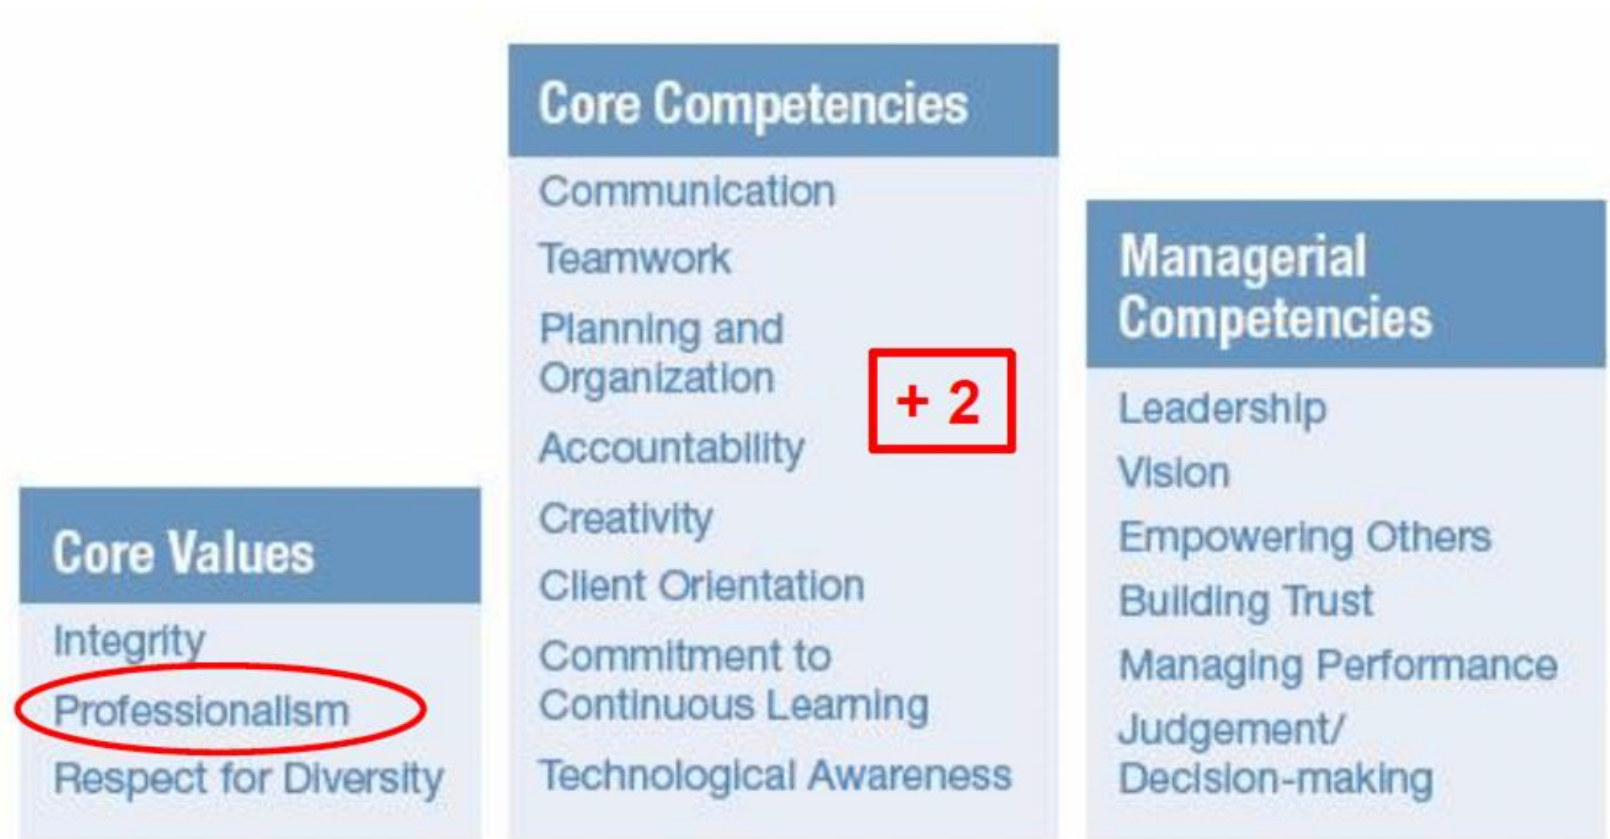 Core Values
Integrity
Professionalism
Respect for Diversity
Core Competencies
Communication
Teamwork
Planning and
Organization
Accountability
Creativity
Client Orientation
Commitment to
Continuous Learning
Technological Awareness
+ 2
Managerial
Competencies
Leadership
Vision
Empowering Others
Building Trust
Managing Performance
Judgement/
Decision-making